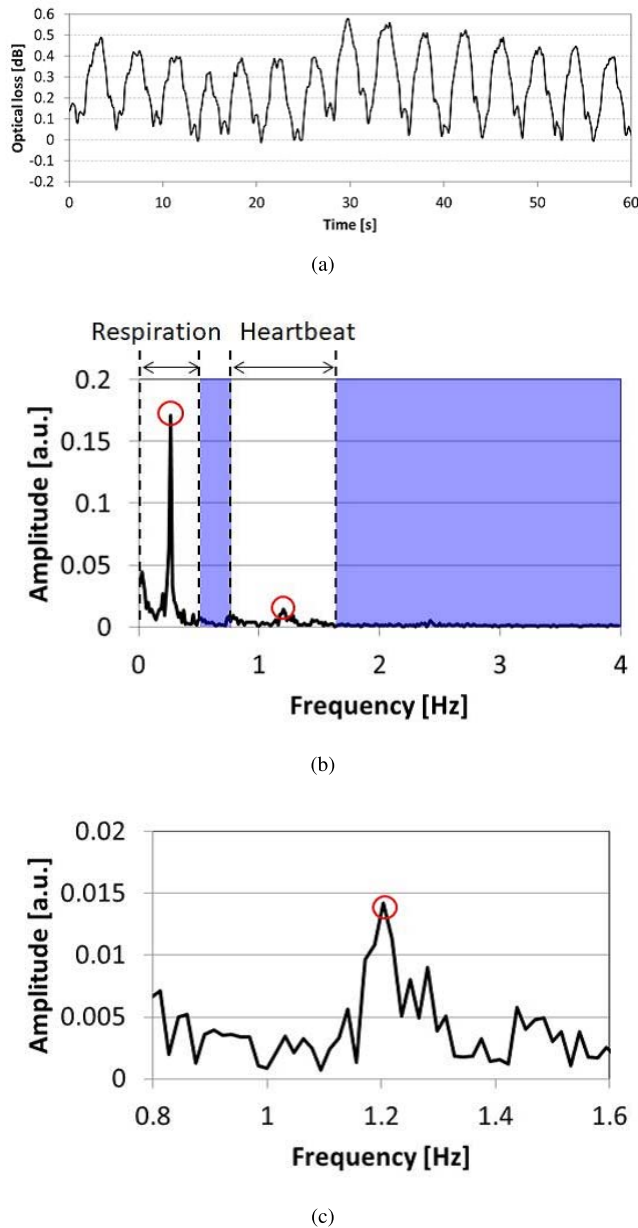 0.6
0.5
0.4
0.3
0.2
0.1
0
-0.1
-0.2
Optical loss [dB]
0 10 20 30 40 50 60
Time [s]
(a)
Respiration Heartbeat
0.2
0.15
0.1
0.05
0
Amplitude [a.u.]
0 1 2 3 4
Frequency [Hz]
(b)
0.02
0.015
0.01
0.005
0
Amplitude [a.u.]
0.8 1 1.2 1.4 1.6
Frequency [Hz]
(c)